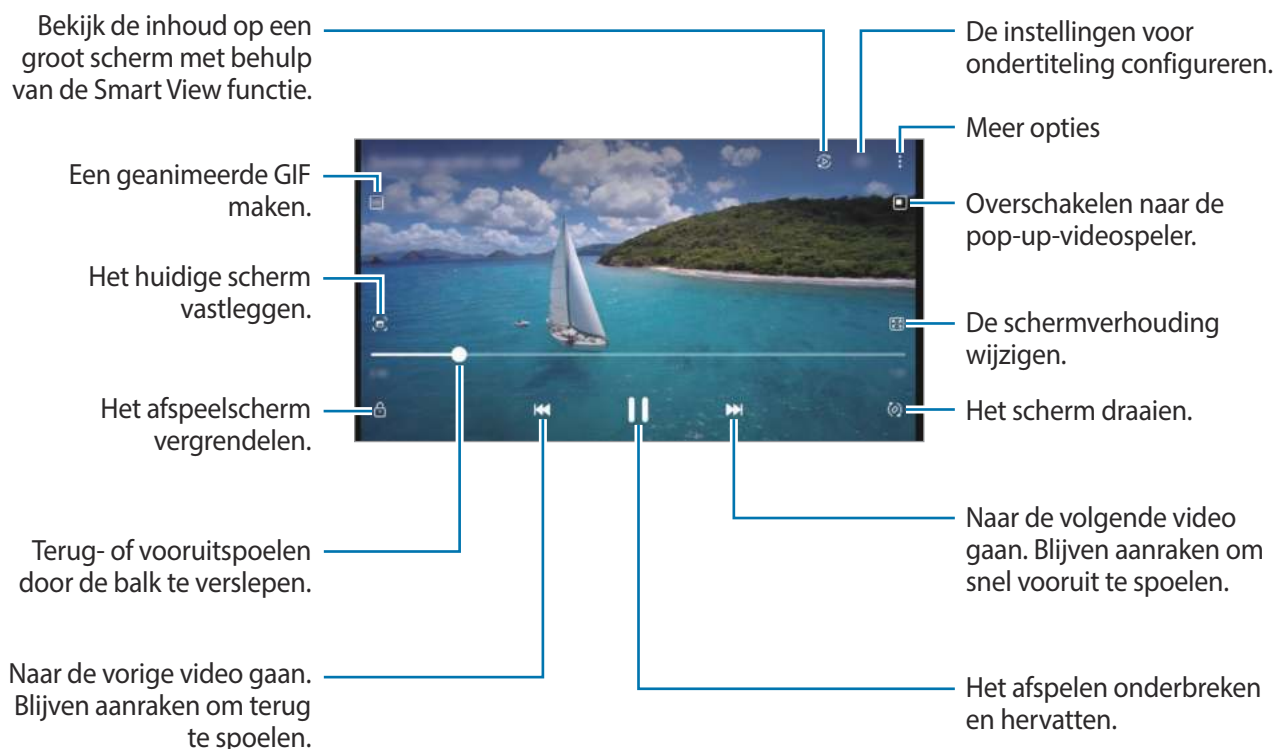 Bekijk de inhoud op een
groot scherm met behulp
van de Smart View functie.
Een geanimeerde GIF
maken.
Het huidige scherm
vastleggen.
Het afspeelscherm
vergrendelen.
Terug- of vooruitspoelen
door de balk te verslepen.
Naar de vorige video gaan.
Blijven aanraken om terug
te spoelen.
De instellingen voor
ondertiteling configureren.
Meer opties
Overschakelen naar de
pop-up-videospeler.
De schermverhouding
wijzigen.
Het scherm draaien.
Naar de volgende video
gaan. Blijven aanraken om
snel vooruit te spoelen.
Het afspelen onderbreken
en hervatten.